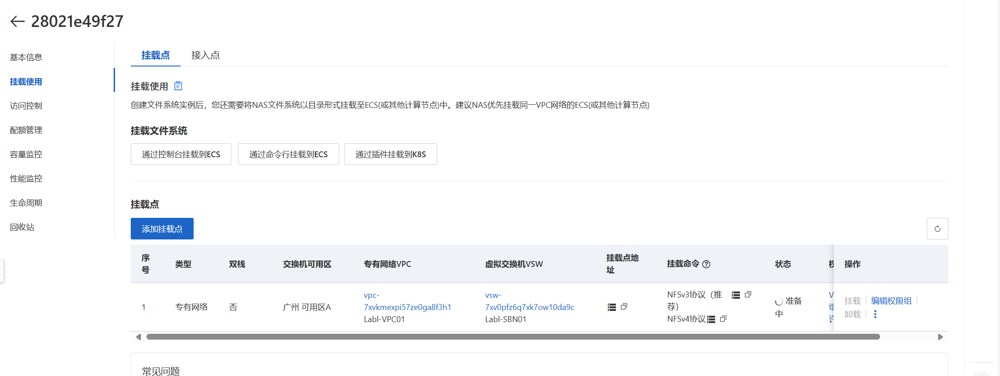 28021e49f27
基本信息
挂载使用
访问控制
配额管理
容量监控
性能监控
生命周期
回收站
挂载点
接入点
挂载使用
创建文件系统实例后，您还需要将NAS文件系统以目录形式挂载至ECS(或其他计算节点)中。建议NAS优先挂载同一VPC网络的ECS(或其他计算节点)
挂载文件系统
通过控制台挂载到ECS
通过命令行挂载到ECS
通过插件挂载到K8S
挂载点
添加挂载点
序
号
类型
双栈
交换机可用区
专有网络VPC
虚拟交换机VSW
挂载点地
址
挂载命令
状态
操作
1
专有网络
否
广州 可用区A
vpc-
7xvkmexpi57ze0ga8f3h1
Labl-VPC01
vsw-
7xv0pfz6q7xk7ow10da9c
Labl-SBN01
NFSv3协议（推
荐）
NFSv4协议
准备
中
V
挂载
编辑权限组
卸载
常见问题